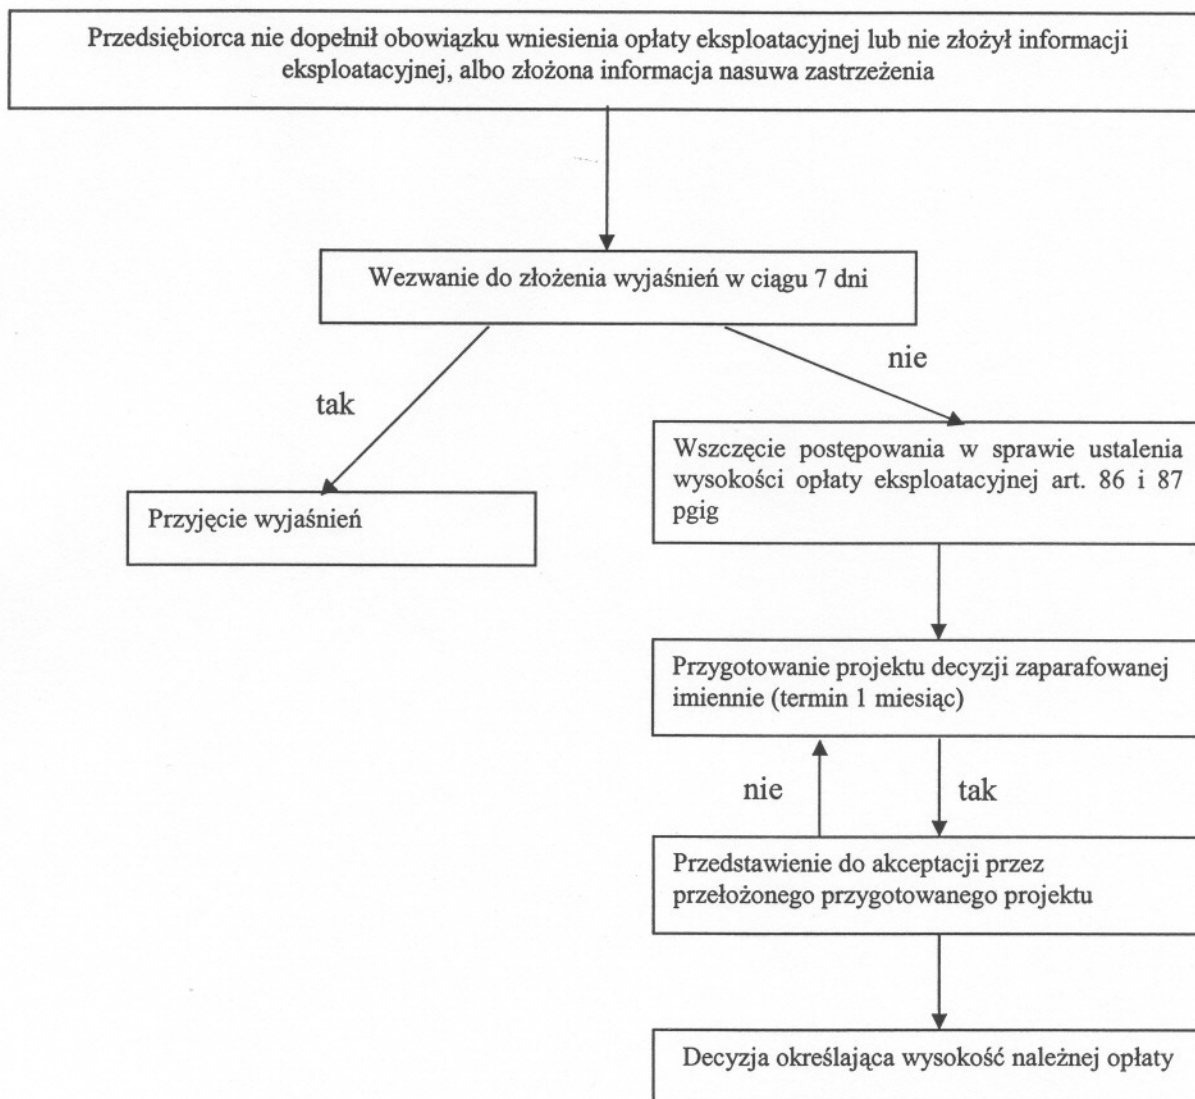 Przedsiębiorca nie dopełnił obowiązku wniesienia opłaty eksploatacyjnej lub nie złożył informacji
eksploatacyjnej, albo złożona informacja nasuwa zastrzeżenia
Wezwanie do złożenia wyjaśnień w ciągu 7 dni
nie
tak
Wszczęcie postępowania w sprawie ustalenia
wysokości opłaty eksploatacyjnej art. 86 i 87
pgig
Przyjęcie wyjaśnień
Przygotowanie projektu decyzji zaparafowanej
imiennie (termin 1 miesiąc)
nie
tak
Przedstawienie do akceptacji przez
przełożonego przygotowanego projektu
Decyzja określająca wysokość należnej opłaty